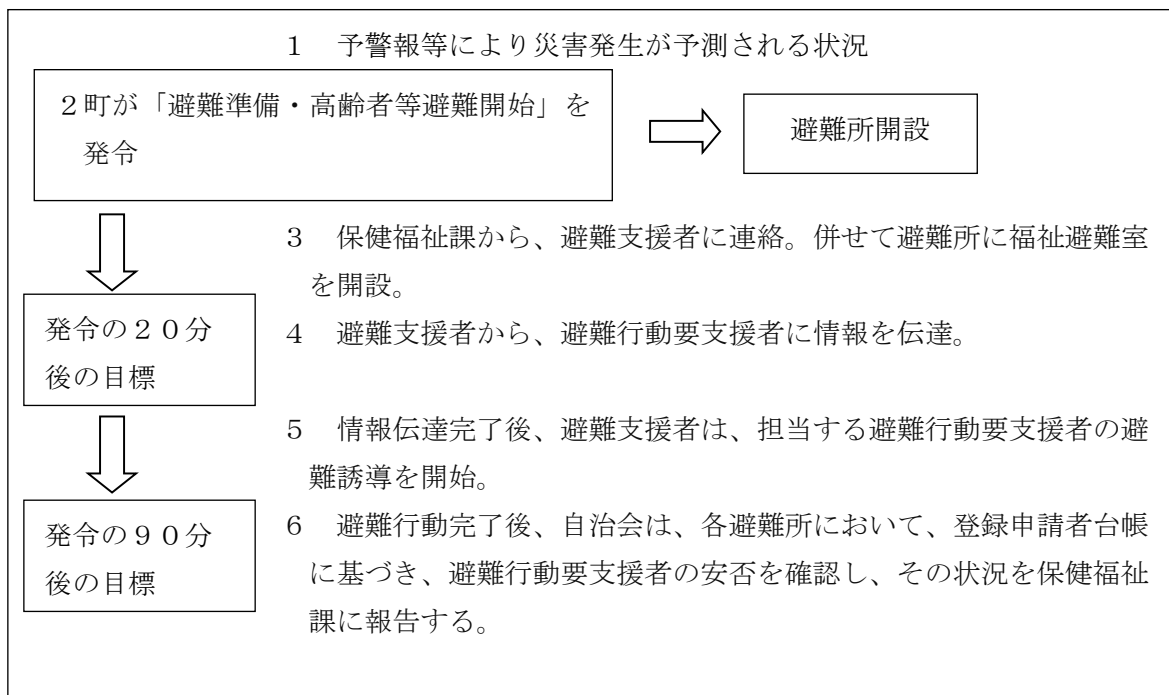 １　予警報等により災害発生が予測される状況
２町が「避難準備・高齢者等避難開始」を
発令
避難所開設
３　保健福祉課から、避難支援者に連絡。併せて避難所に福祉避難室
を開設。
発令の２０分
後の目標
４　避難支援者から、避難行動要支援者に情報を伝達。
５　情報伝達完了後、避難支援者は、担当する避難行動要支援者の避
難誘導を開始。
発令の９０分
後の目標
６　避難行動完了後、自治会は、各避難所において、登録申請者台帳
に基づき、避難行動要支援者の安否を確認し、その状況を保健福祉
課に報告する。